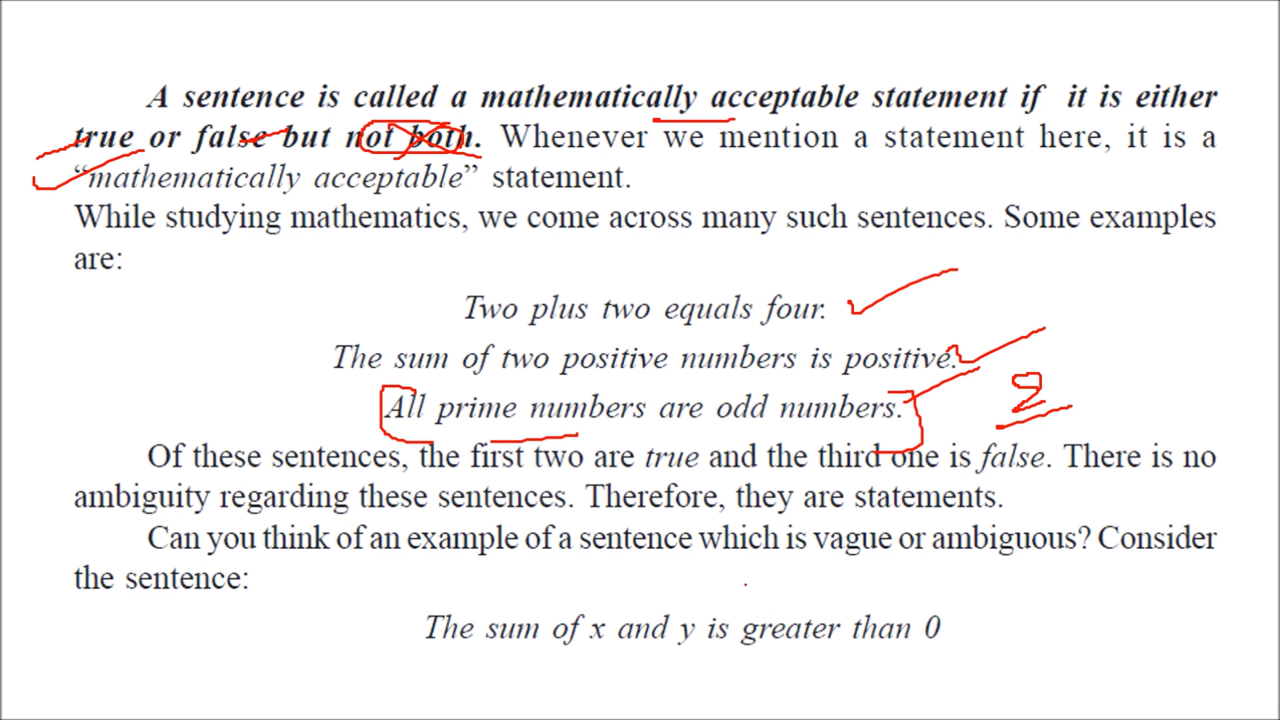 A sentence is called a mathematically acceptable statement if it is either
true or false but not both. Whenever we mention a statement here, it is a
“mathematically acceptable” statement.
While studying mathematics, we come across many such sentences. Some examples
are:
Two plus two equals four.
The sum of two positive numbers is positive.
All prime numbers are odd numbers.
2
Of these sentences, the first two are true and the third one is false. There is no
ambiguity regarding these sentences. Therefore, they are statements.
Can you think of an example of a sentence which is vague or ambiguous? Consider
the sentence:
The sum of x and y is greater than 0